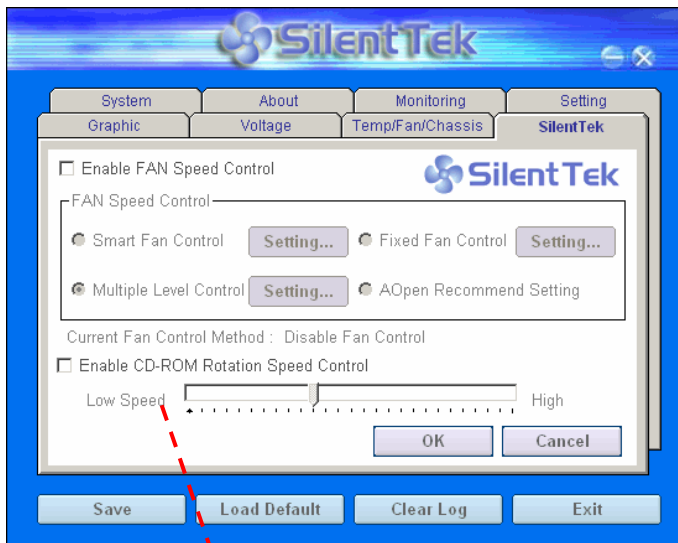 SilentTek
System About Monitoring Setting
Graphic Voltage Temp/Fan/Chassis SilentTek
Enable FAN Speed Control
SilentTek
FAN Speed Control
Smart Fan Control Setting... Fixed Fan Control Setting...
Multiple Level Control Setting... AOpen Recommend Setting
Current Fan Control Method : Disable Fan Control
Enable CD-ROM Rotation Speed Control
Low Speed High
OK Cancel
Save Load Default Clear Log Exit